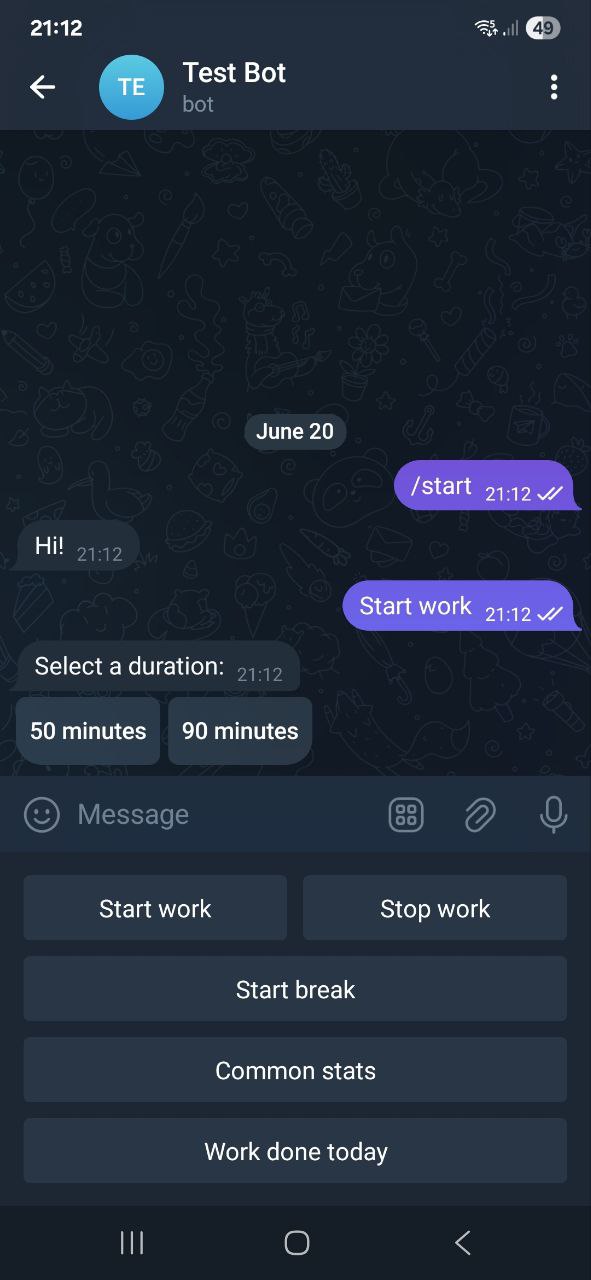 21:12
49
TE
Test Bot
bot
June 20
/start 21:12
Hi! 21:12
Start work 21:12
Select a duration: 21:12
50 minutes 90 minutes
Message
Start work Stop work
Start break
Common stats
Work done today